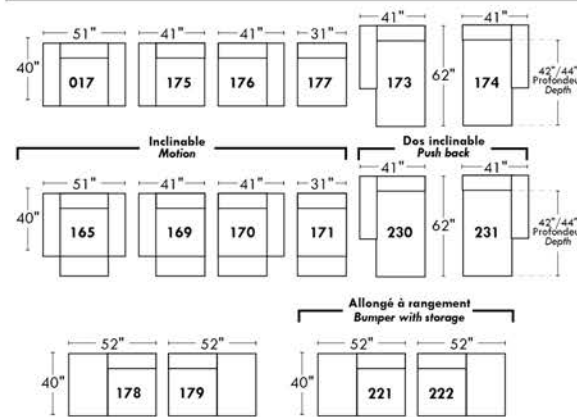 51" 41" 41" 31" 41" 41"
40" 017 175 176 177 173 62" 174 42"/44"
Profondeur
Depth
Inclinable
Motion
Dos inclinable
Push back
51" 41" 41" 31" 41" 41"
40" 165 169 170 171 230 62" 231 42"/44"
Profondeur
Depth
Allongé à rangement
Bumper with storage
52" 52" 52" 52"
40" 178 179 40" 221 222